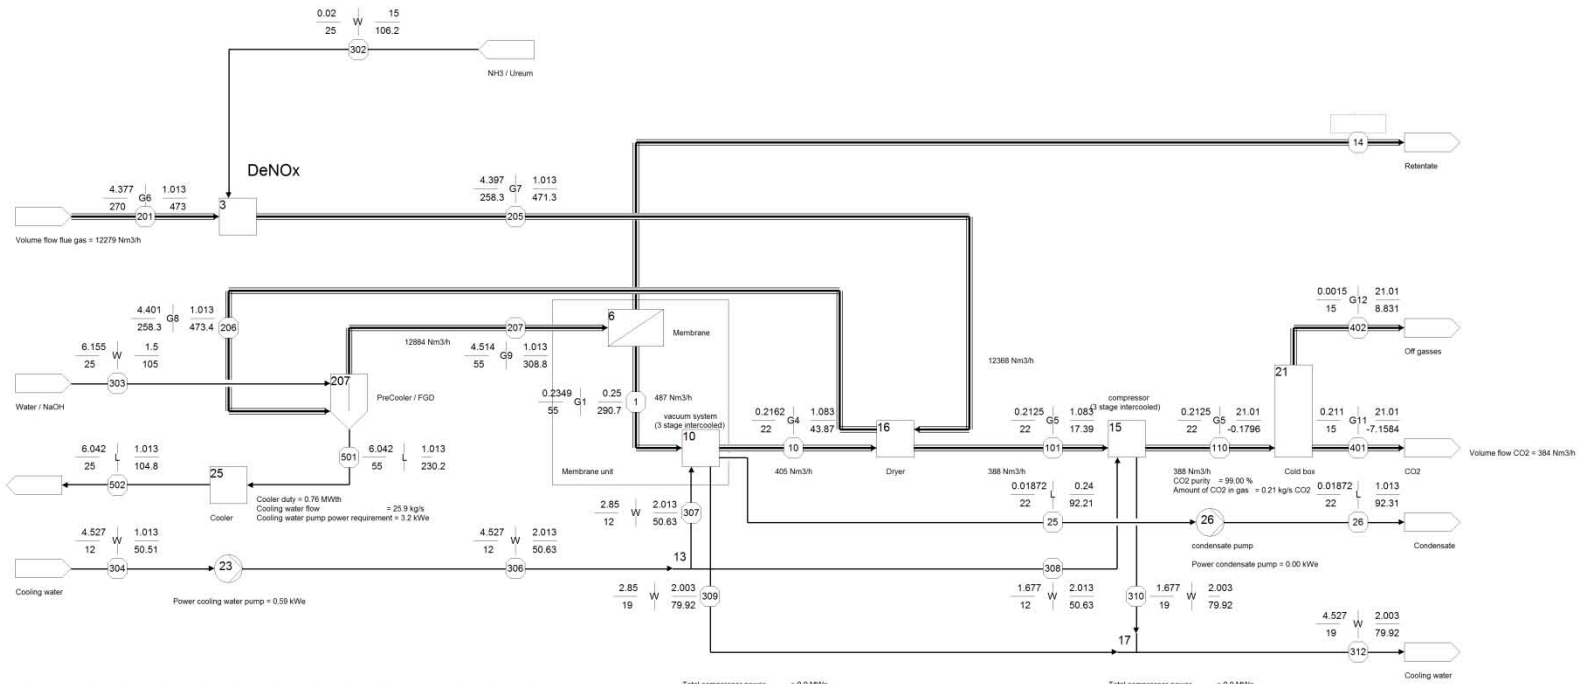 0.02 W 15
25 106.2
302
NH3 / Ureum
14
Retentate
DeNOx
4.377 G6 1.013
270 473
201
3
4.397 G7 1.013
258.3 471.3
205
Volume flow flue gas = 12279 Nm3/h
4.401 G8 1.013
258.3 473.4
206
207
12884 Nm3/h
4.514 G9 1.013
55 308.8
6
Membrane
12368 Nm3/h
0.0015 G12 21.01
15 8.831
402
Off gasses
6.155 W 1.5
25 105
303
Water / NaOH
207
PreCooler / FGD
0.2349 G1 0.25
55 290.7
1
487 Nm3/h
vacuum system
(3 stage intercooled)
10
Membrane unit
0.2162 G4 1.083
22 43.87
10
405 Nm3/h
16
Dryer
0.2125 G5 1.083
22 17.39
101
388 Nm3/h
compressor
(3 stage intercooled)
15
0.2125 G5 21.01
22 -0.1796
110
388 Nm3/h
CO2 purity = 99.00 %
Amount of CO2 in gas = 0.21 kg/s CO2
21
Cold box
0.211 G11 21.01
15 -7.1584
401
CO2
Volume flow CO2 = 384 Nm3/h
6.042 L 1.013
25 104.8
502
25
Cooler
501
6.042 L 1.013
55 230.2
Cooler duty = 0.76 MWth
Cooling water flow = 25.9 kg/s
Cooling water pump power requirement = 3.2 kWe
2.85 W 2.013
12 50.63
307
0.01872 L 0.24
22 92.21
25
26
condensate pump
Power condensate pump = 0.00 kWe
0.01872 L 1.013
22 92.31
26
Condensate
4.527 W 1.013
12 50.51
304
Cooling water
23
Power cooling water pump = 0.59 kWe
4.527 W 2.013
12 50.63
306
13
308
1.677 W 2.013
12 50.63
2.85 W 2.003
19 79.92
309
310
1.677 W 2.003
19 79.92
17
4.527 W 2.003
19 79.92
312
Cooling water
Total compressor power = 0.0 MWe
Total compressor power = 0.0 MWe